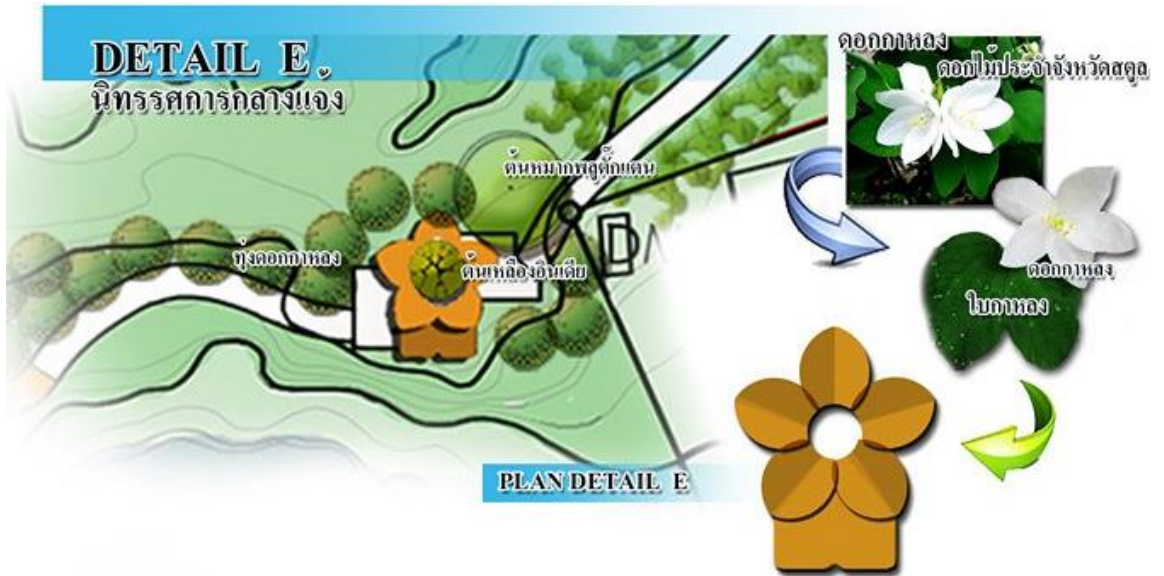 DETAIL E
นิทรรศการกลางแจ้ง
ดอกกาหลง
ดอกไม้ประจำจังหวัดสตูล
ต้นหมากพลูตั๊กแตน
ทุ่งดอกกาหลง
ต้นเหลืองอินเดีย
ดอกกาหลง
ใบกาหลง
PLAN DETAIL E